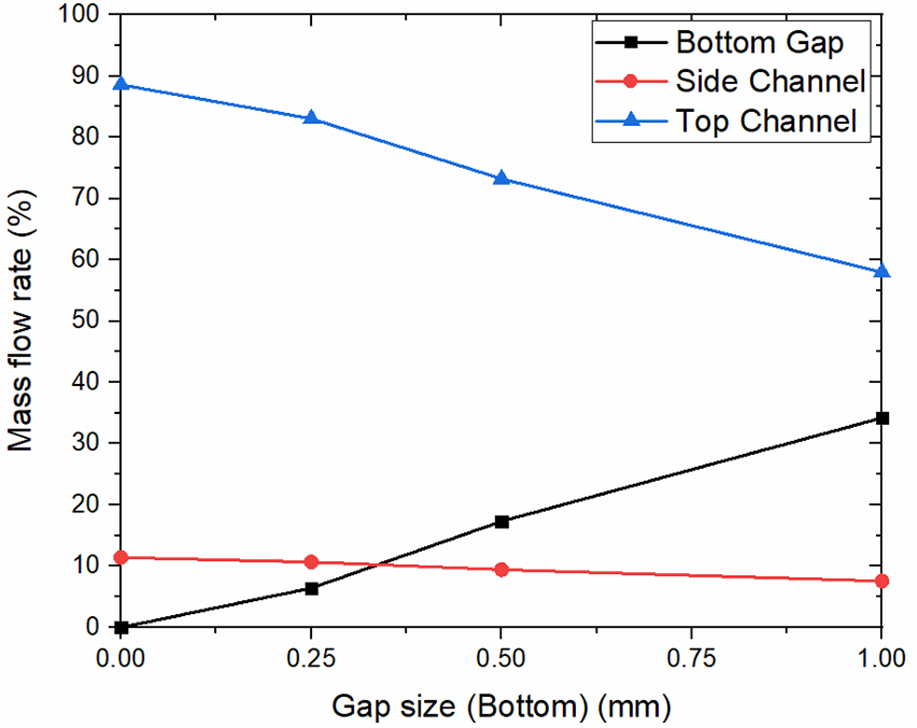 100
90
80
70
60
50
40
30
20
10
0
Mass flow rate (%)
Bottom Gap
Side Channel
Top Channel
0.00 0.25 0.50 0.75 1.00
Gap size (Bottom) (mm)